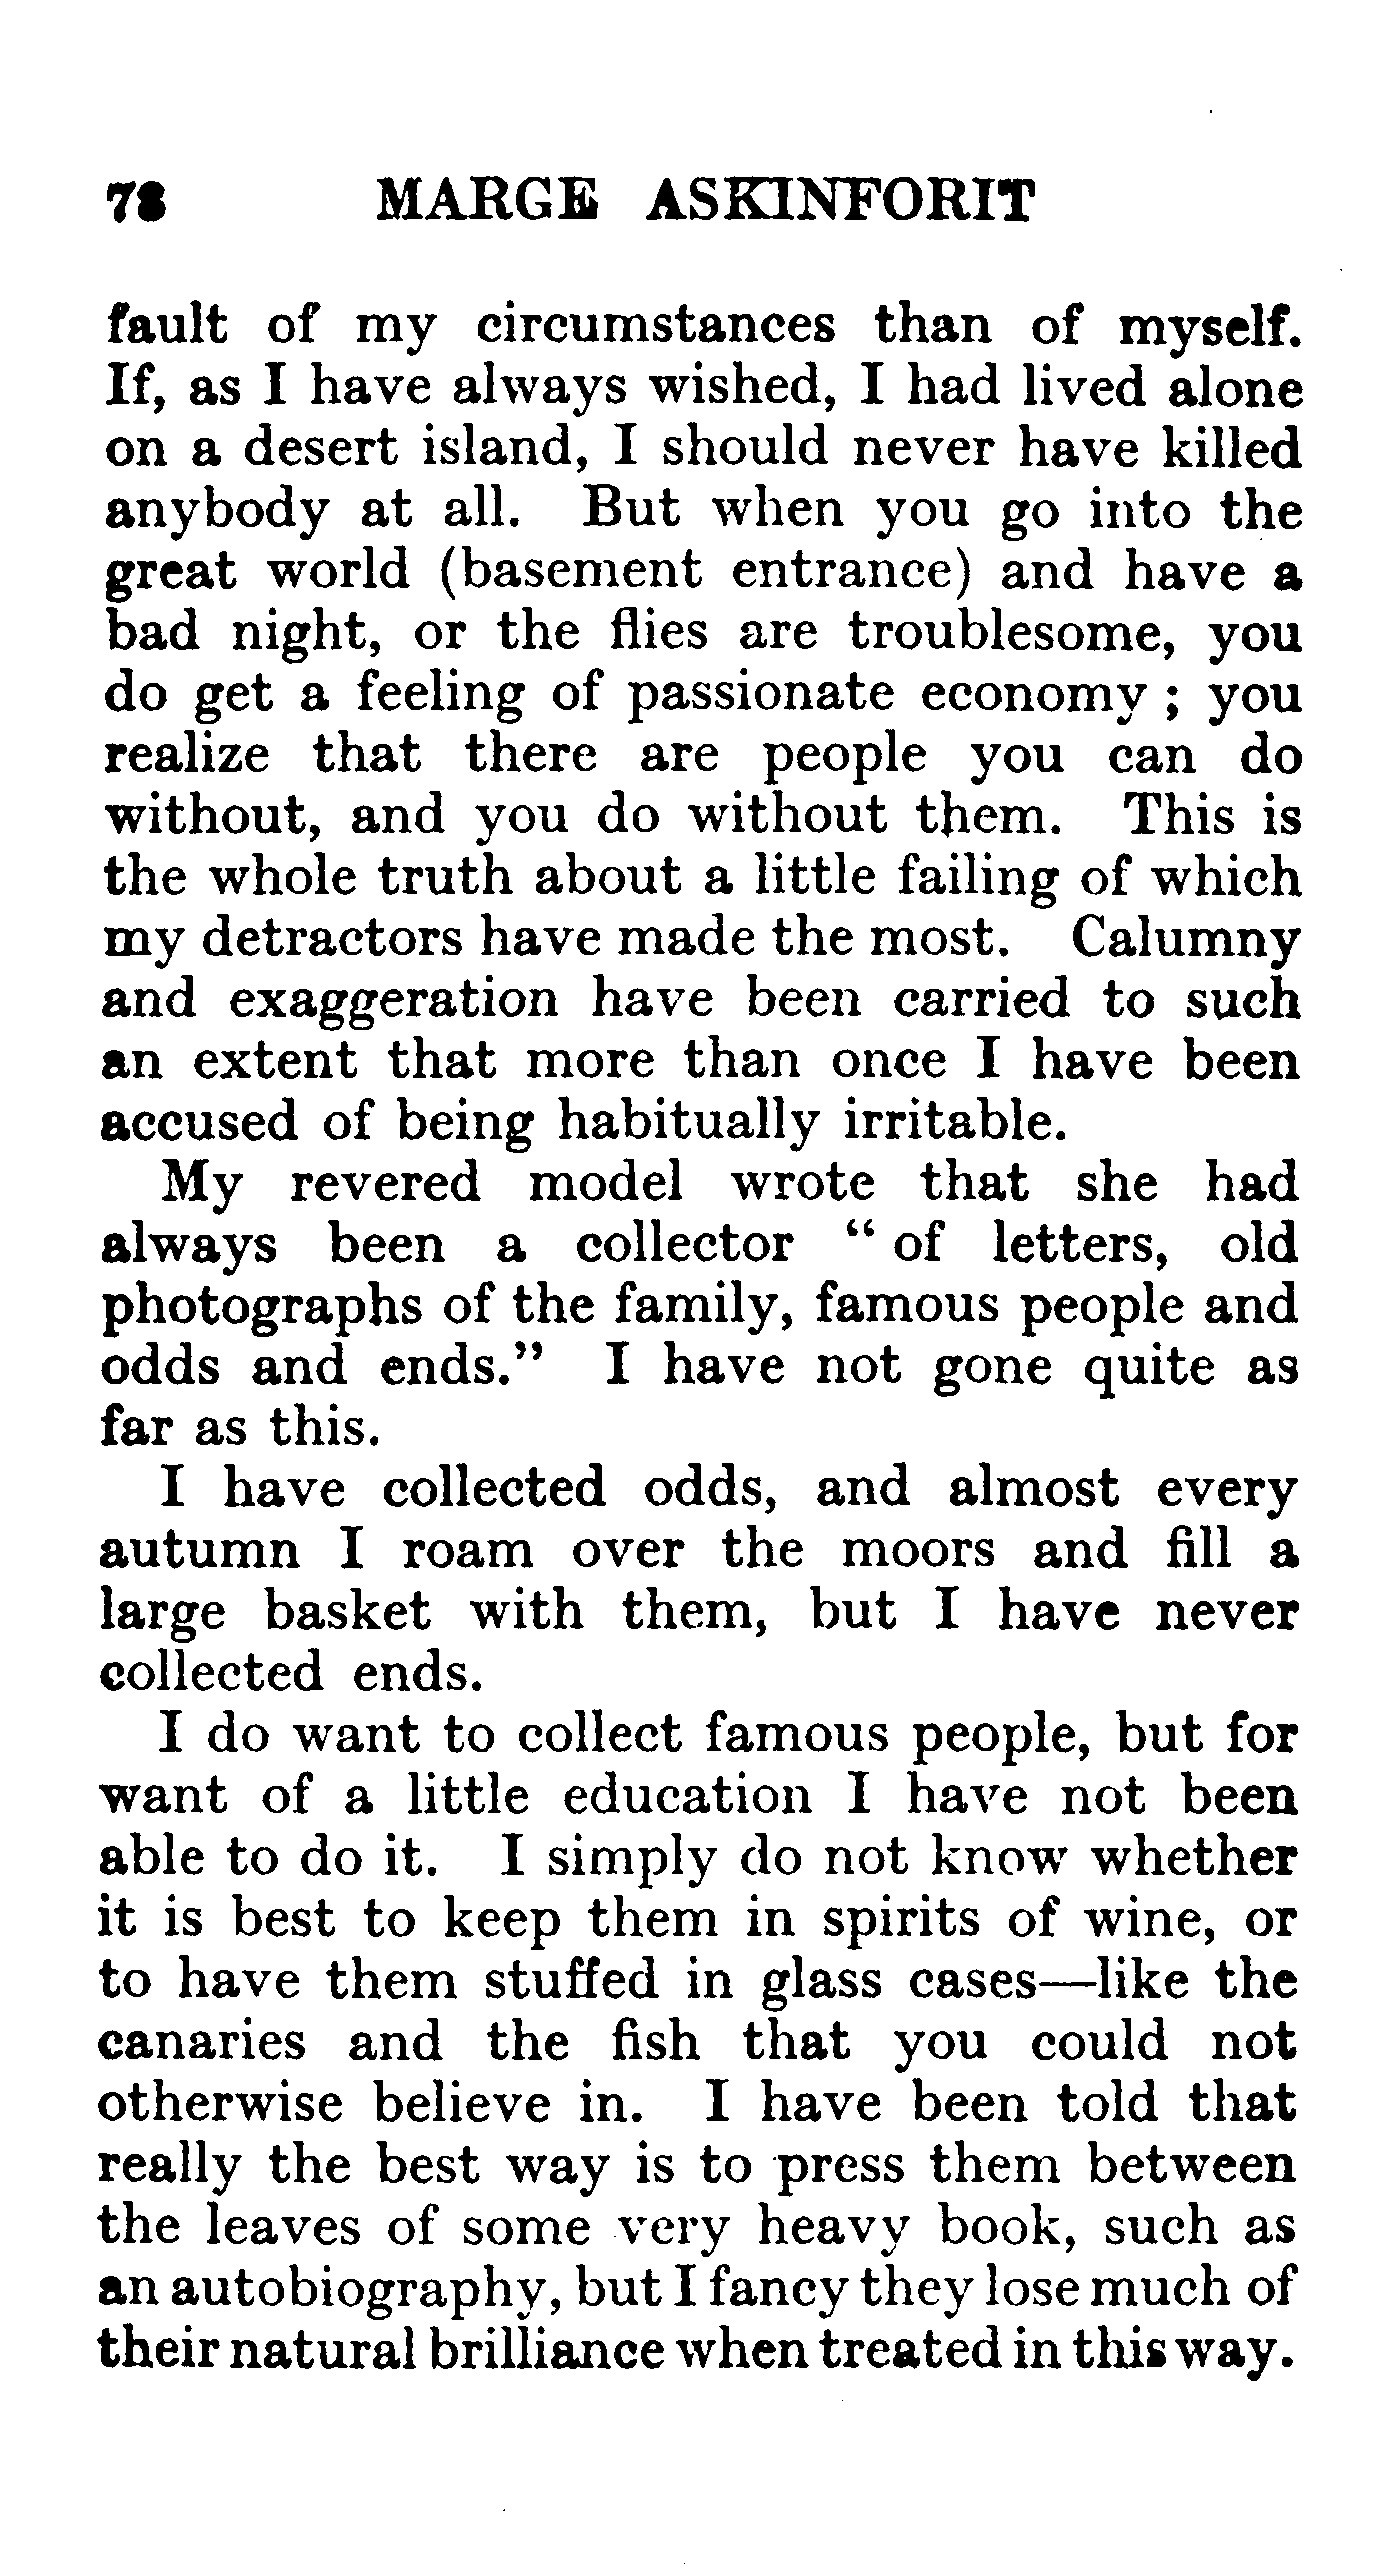 78 MARGE ASKINFORIT
fault of my circumstances than of myself.
If, as I have always wished, I had lived alone
on a desert island, I should never have killed
anybody at all. But when you go into the
great world (basement entrance) and have a
bad night, or the flies are troublesome, you
do get a feeling of passionate economy ; you
realize that there are people you can do
without, and you do without them. This is
the whole truth about a little failing of which
my detractors have made the most. Calumny
and exaggeration have been carried to such
an extent that more than once I have been
accused of being habitually irritable.
My revered model wrote that she had
always been a collector “ of letters, old
photographs of the family, famous people and
odds and ends.” I have not gone quite as
far as this.
I have collected odds, and almost every
autumn I roam over the moors and fill a
large basket with them, but I have never
collected ends.
I do want to collect famous people, but for
want of a little education I have not been
able to do it. I simply do not know whether
it is best to keep them in spirits of wine, or
to have them stuffed in glass cases—like the
canaries and the fish that you could not
otherwise believe in. I have been told that
really the best way is to press them between
the leaves of some very heavy book, such as
an autobiography, but I fancy they lose much of
their natural brilliance when treated in this way.